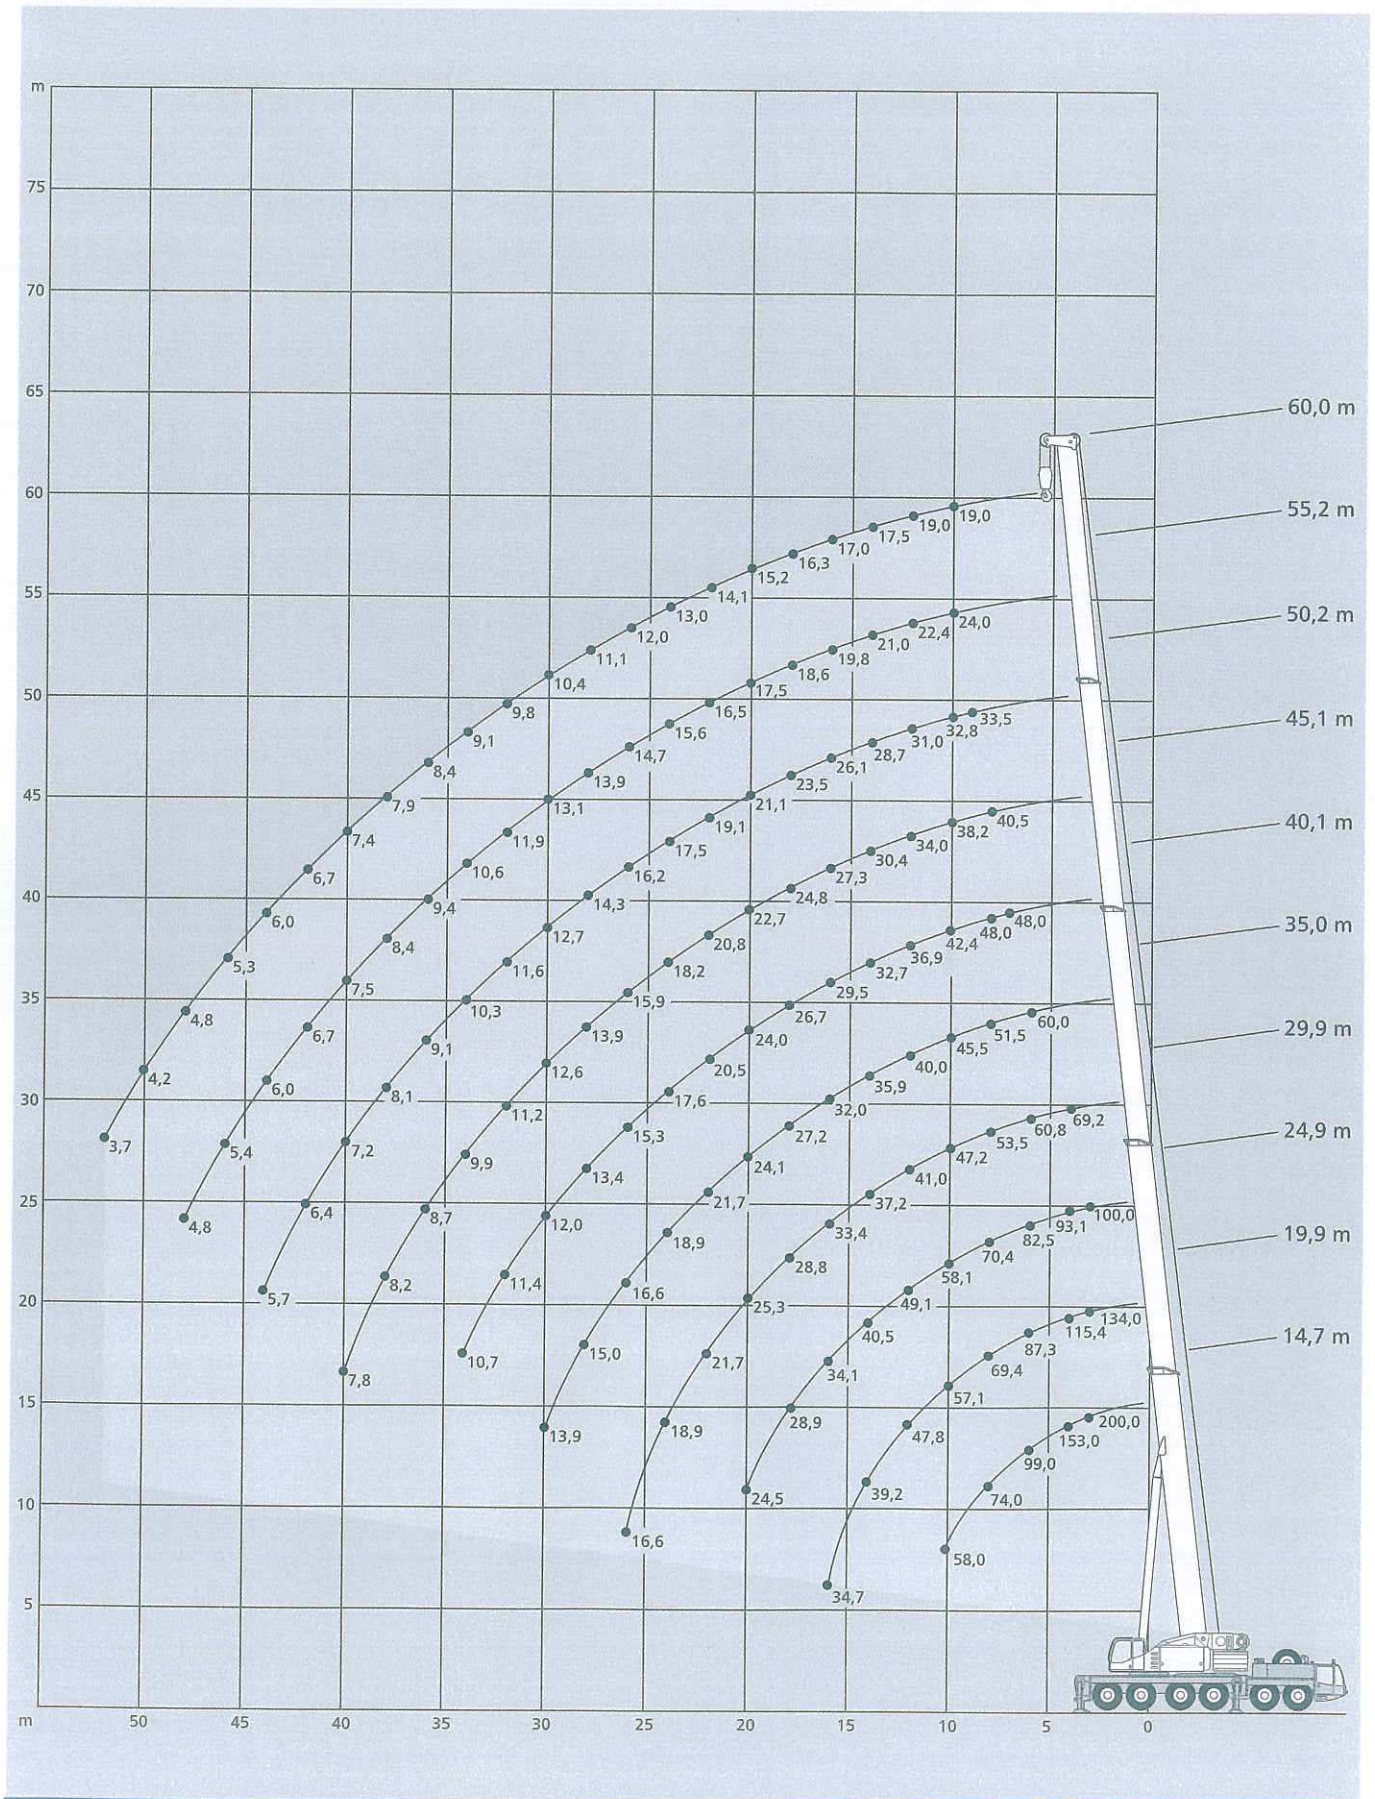 m
75
70
65
60
55
50
45
40
35
30
25
20
15
10
5
60,0 m
55,2 m
50,2 m
45,1 m
40,1 m
35,0 m
29,9 m
24,9 m
19,9 m
14,7 m
3,7 4,2 4,8 5,3 6,0 6,7 7,4 7,9 8,4 9,1 9,8 10,4 11,1 12,0 13,0 14,1 15,2 16,3 17,0 17,5 19,0 19,0
4,8 5,4 6,0 6,7 7,5 8,4 9,4 10,6 11,9 13,1 13,9 14,7 15,6 16,5 17,5 18,6 19,8 21,0 22,4 24,0
5,7 6,4 7,2 8,1 9,1 10,3 11,6 12,7 14,3 16,2 17,5 19,1 21,1 23,5 26,1 28,7 31,0 32,8 33,5
7,8 8,2 8,7 9,9 11,2 12,6 13,9 15,9 18,2 20,8 22,7 24,8 27,3 30,4 34,0 38,2 40,5
10,7 11,4 12,0 13,4 15,3 17,6 20,5 24,0 26,7 29,5 32,7 36,9 42,4 48,0 48,0
13,9 15,0 16,6 18,9 21,7 24,1 27,2 32,0 35,9 40,0 45,5 51,5 60,0
16,6 18,9 21,7 25,3 28,8 33,4 37,2 41,0 47,2 53,5 60,8 69,2
24,5 28,9 34,1 40,5 49,1 58,1 70,4 82,5 93,1 100,0
34,7 39,2 47,8 57,1 69,4 87,3 115,4 134,0
58,0 74,0 99,0 153,0 200,0
m 50 45 40 35 30 25 20 15 10 5 0